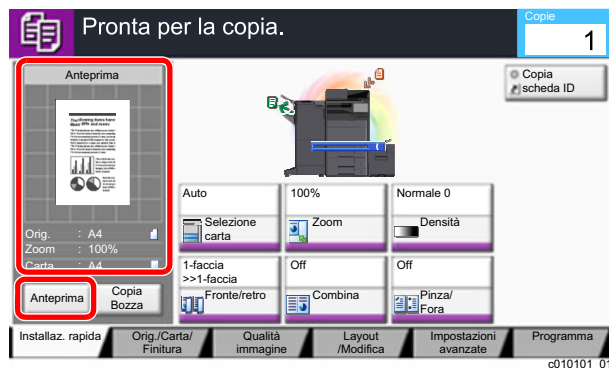 Pronta per la copia.
Copie
1
Anteprima
Copia
scheda ID
Orig. : A4
Zoom : 100%
Carta : A4
Auto
Selezione
carta
100%
Zoom
Normale 0
Densità
1-faccia
>>1-faccia
Fronte/retro
Off
Combina
Off
Pinza/
Fora
Anteprima
Copia
Bozza
Installaz. rapida
Orig./Carta/
Finitura
Qualità
immagine
Layout
/Modifica
Impostazioni
avanzate
Programma
c010101_01